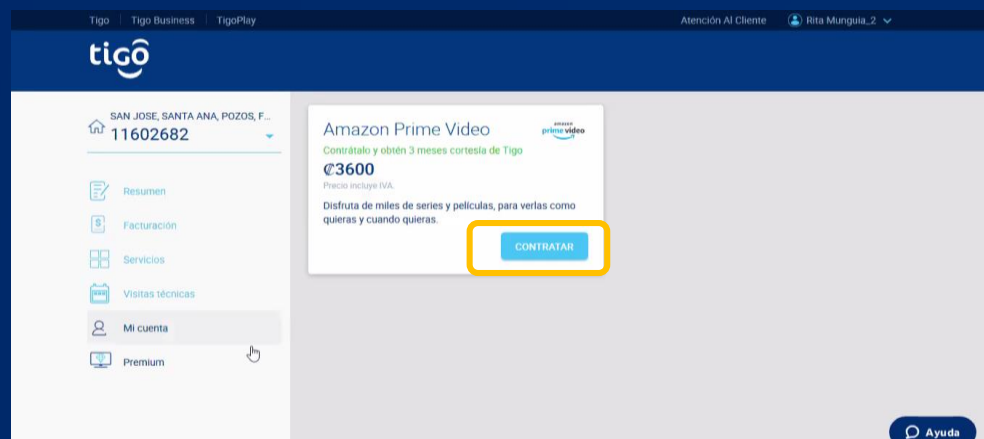 Tigo Tigo Business TigoPlay Atención Al Cliente Rita Munguia_2
tigô
SAN JOSE, SANTA ANA, POZOS, F...
11602682
Resumen
Facturación
Servicios
Visitas técnicas
Mi cuenta
Premium
Amazon Prime Video
amazon
prime video
Contrátalo y obtén 3 meses cortesía de Tigo
₡3600
Precio incluye IVA.
Disfruta de miles de series y películas, para verlas como
quieras y cuando quieras.
CONTRATAR
Ayuda